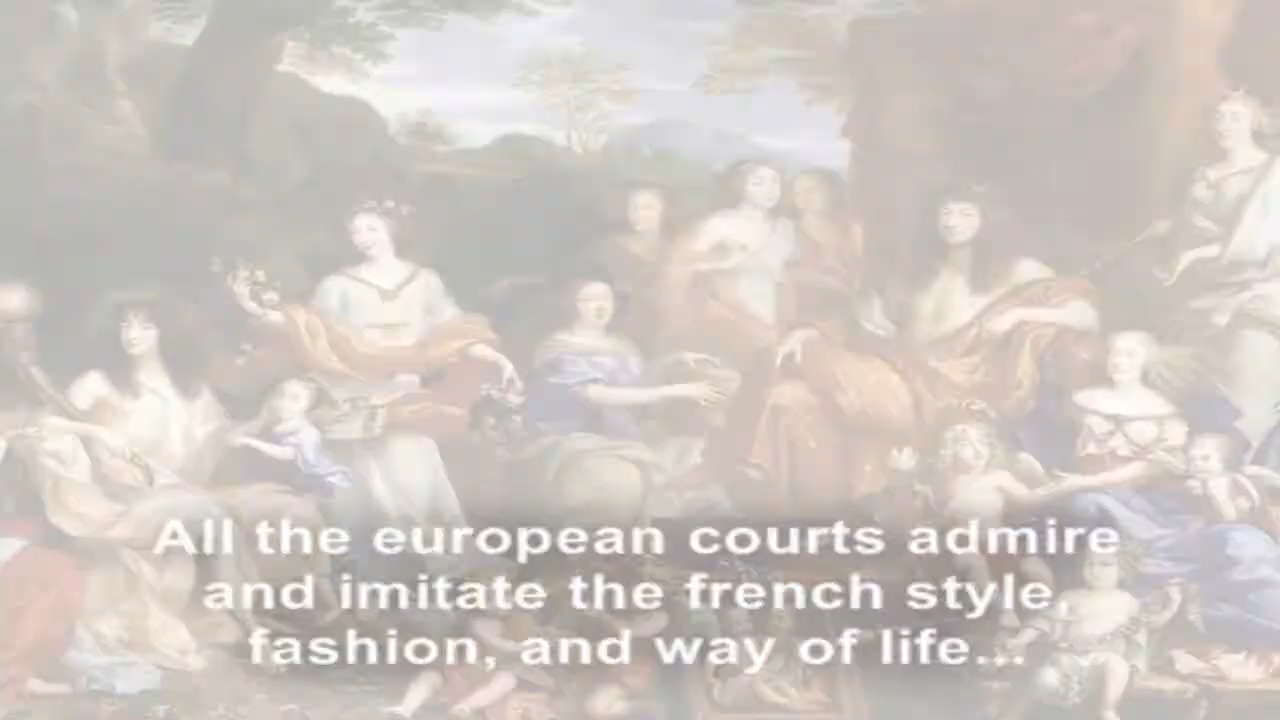 All the european courts admire
and imitate the french style,
fashion, and way of life...